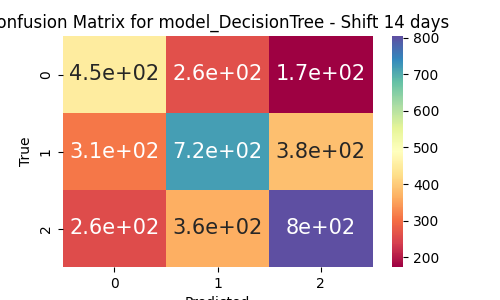 onfusion Matrix for model_DecisionTree - Shift 14 days
True
0
4.5e+02 2.6e+02 1.7e+02
1
3.1e+02 7.2e+02 3.8e+02
2
2.6e+02 3.6e+02 8e+02
0 1 2
Predicted
800
700
600
500
400
300
200